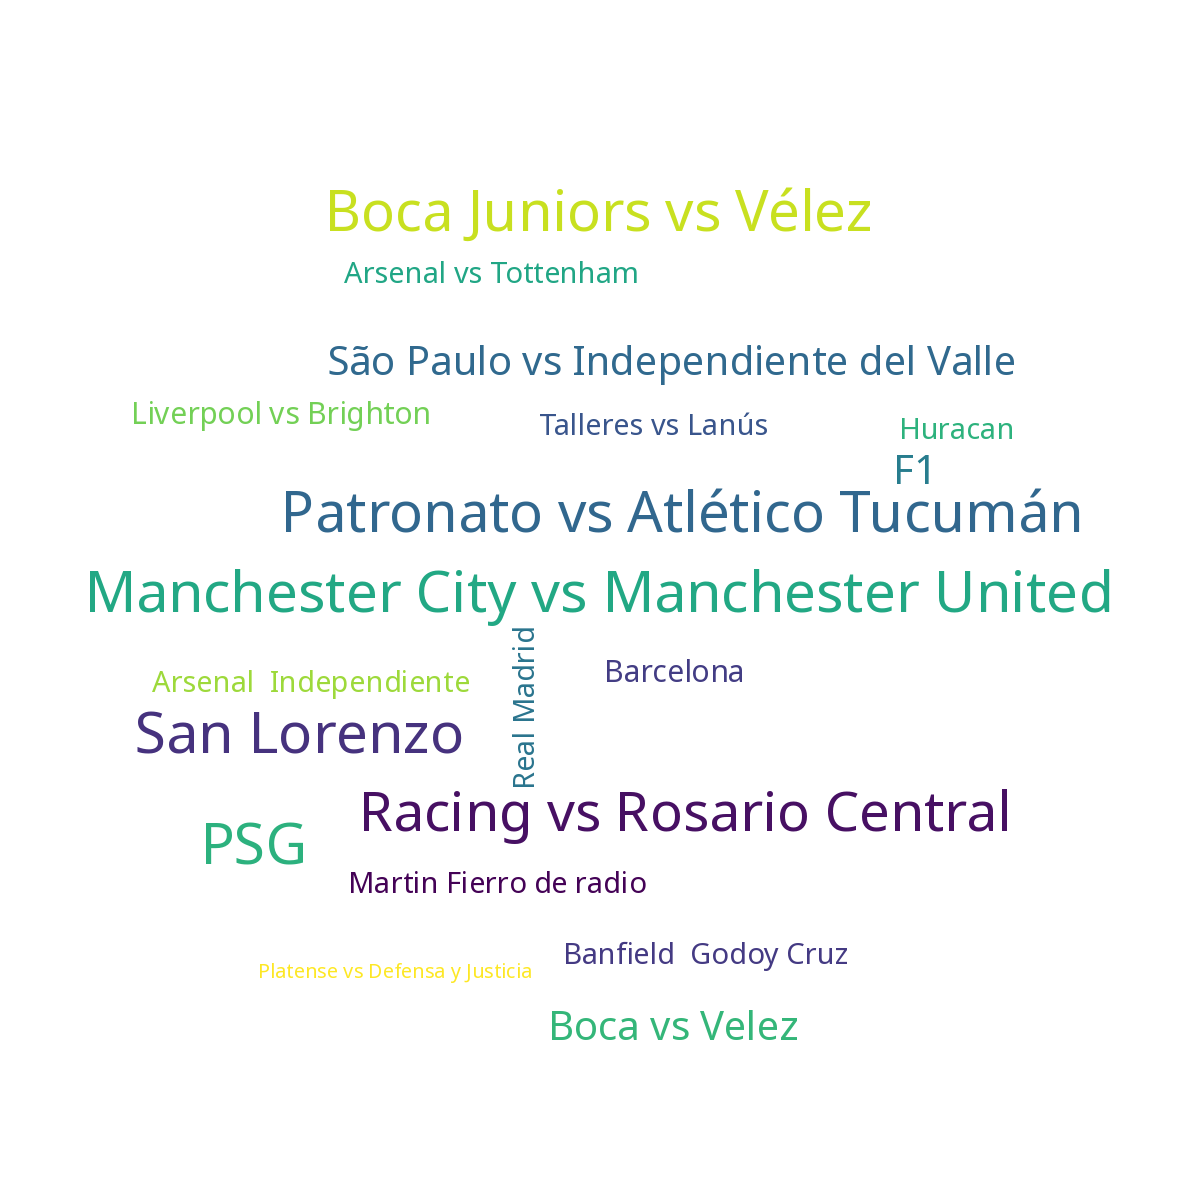 Boca Juniors vs Vélez
Arsenal vs Tottenham
São Paulo vs Independiente del Valle
Liverpool vs Brighton
Talleres vs Lanús
Huracan
F1
Patronato vs Atlético Tucumán
Manchester City vs Manchester United
Real Madrid
Barcelona
Arsenal  Independiente
San Lorenzo
Racing vs Rosario Central
PSG
Martin Fierro de radio
Banfield  Godoy Cruz
Platense vs Defensa y Justicia
Boca vs Velez